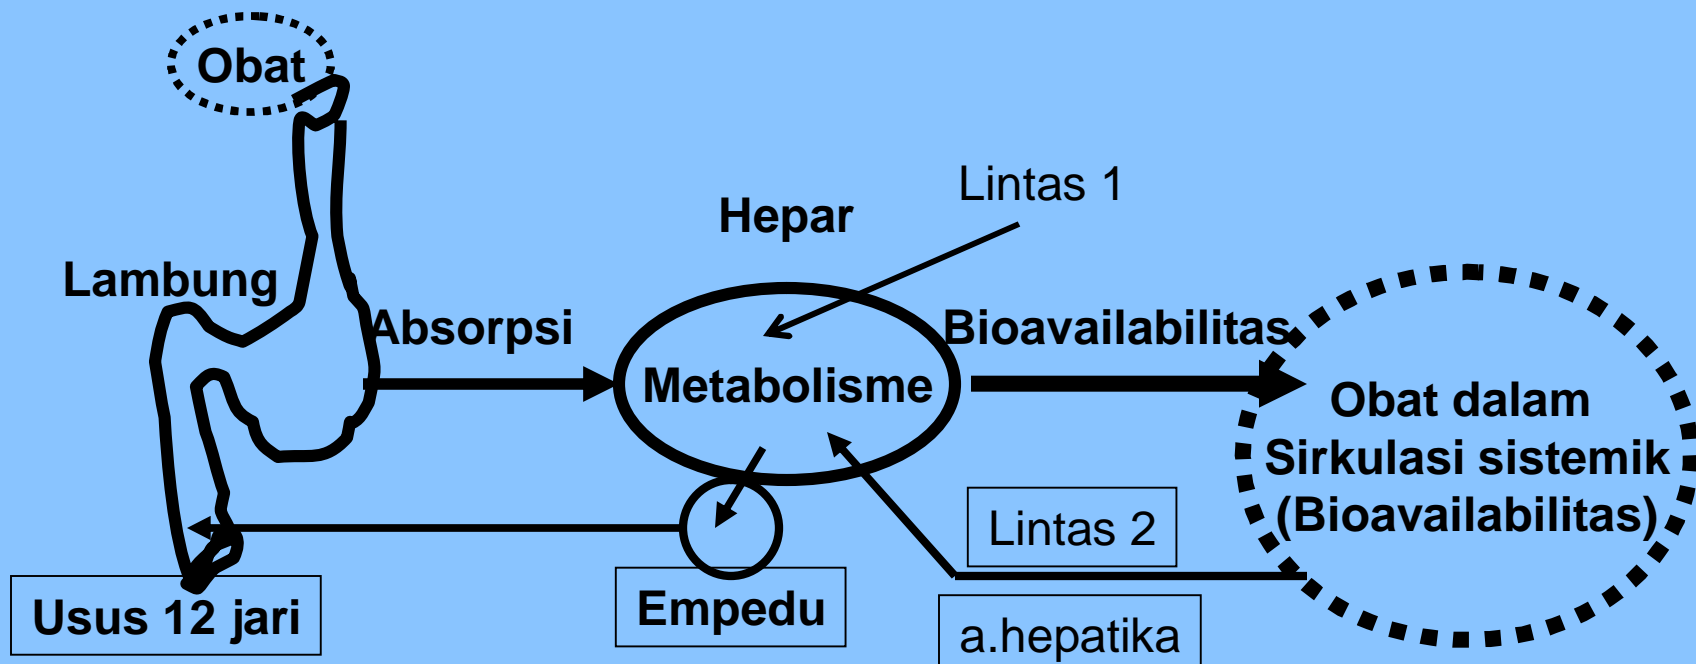 Obat
Lintas 1
Hepar
Lambung
Absorpsi
Bioavailabilitas
Metabolisme
Obat dalam
Sirkulasi sistemik
(Bioavailabilitas)
Lintas 2
Usus 12 jari
Empedu
a.hepatika